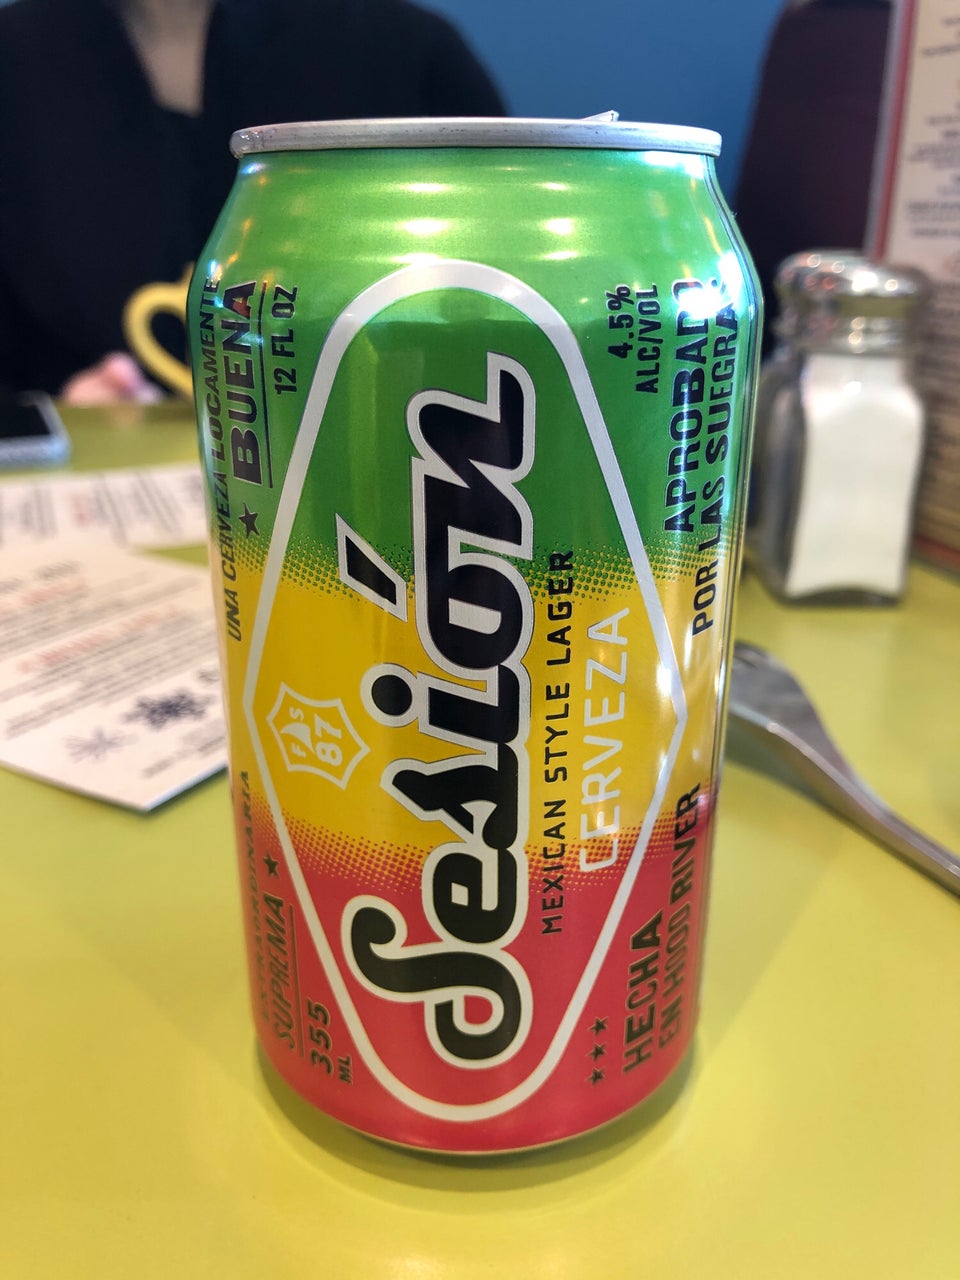 UNA CERVEZA LOCAMENTE
BUENA
12 FL OZ
SUPREMA
355
ML
FS
87
Sesión
MEXICAN STYLE LAGER
CERVEZA
4.5%
ALC/VOL
APROBADO
POR LAS SUEGRAS
HECHA
EN HOOD RIVER